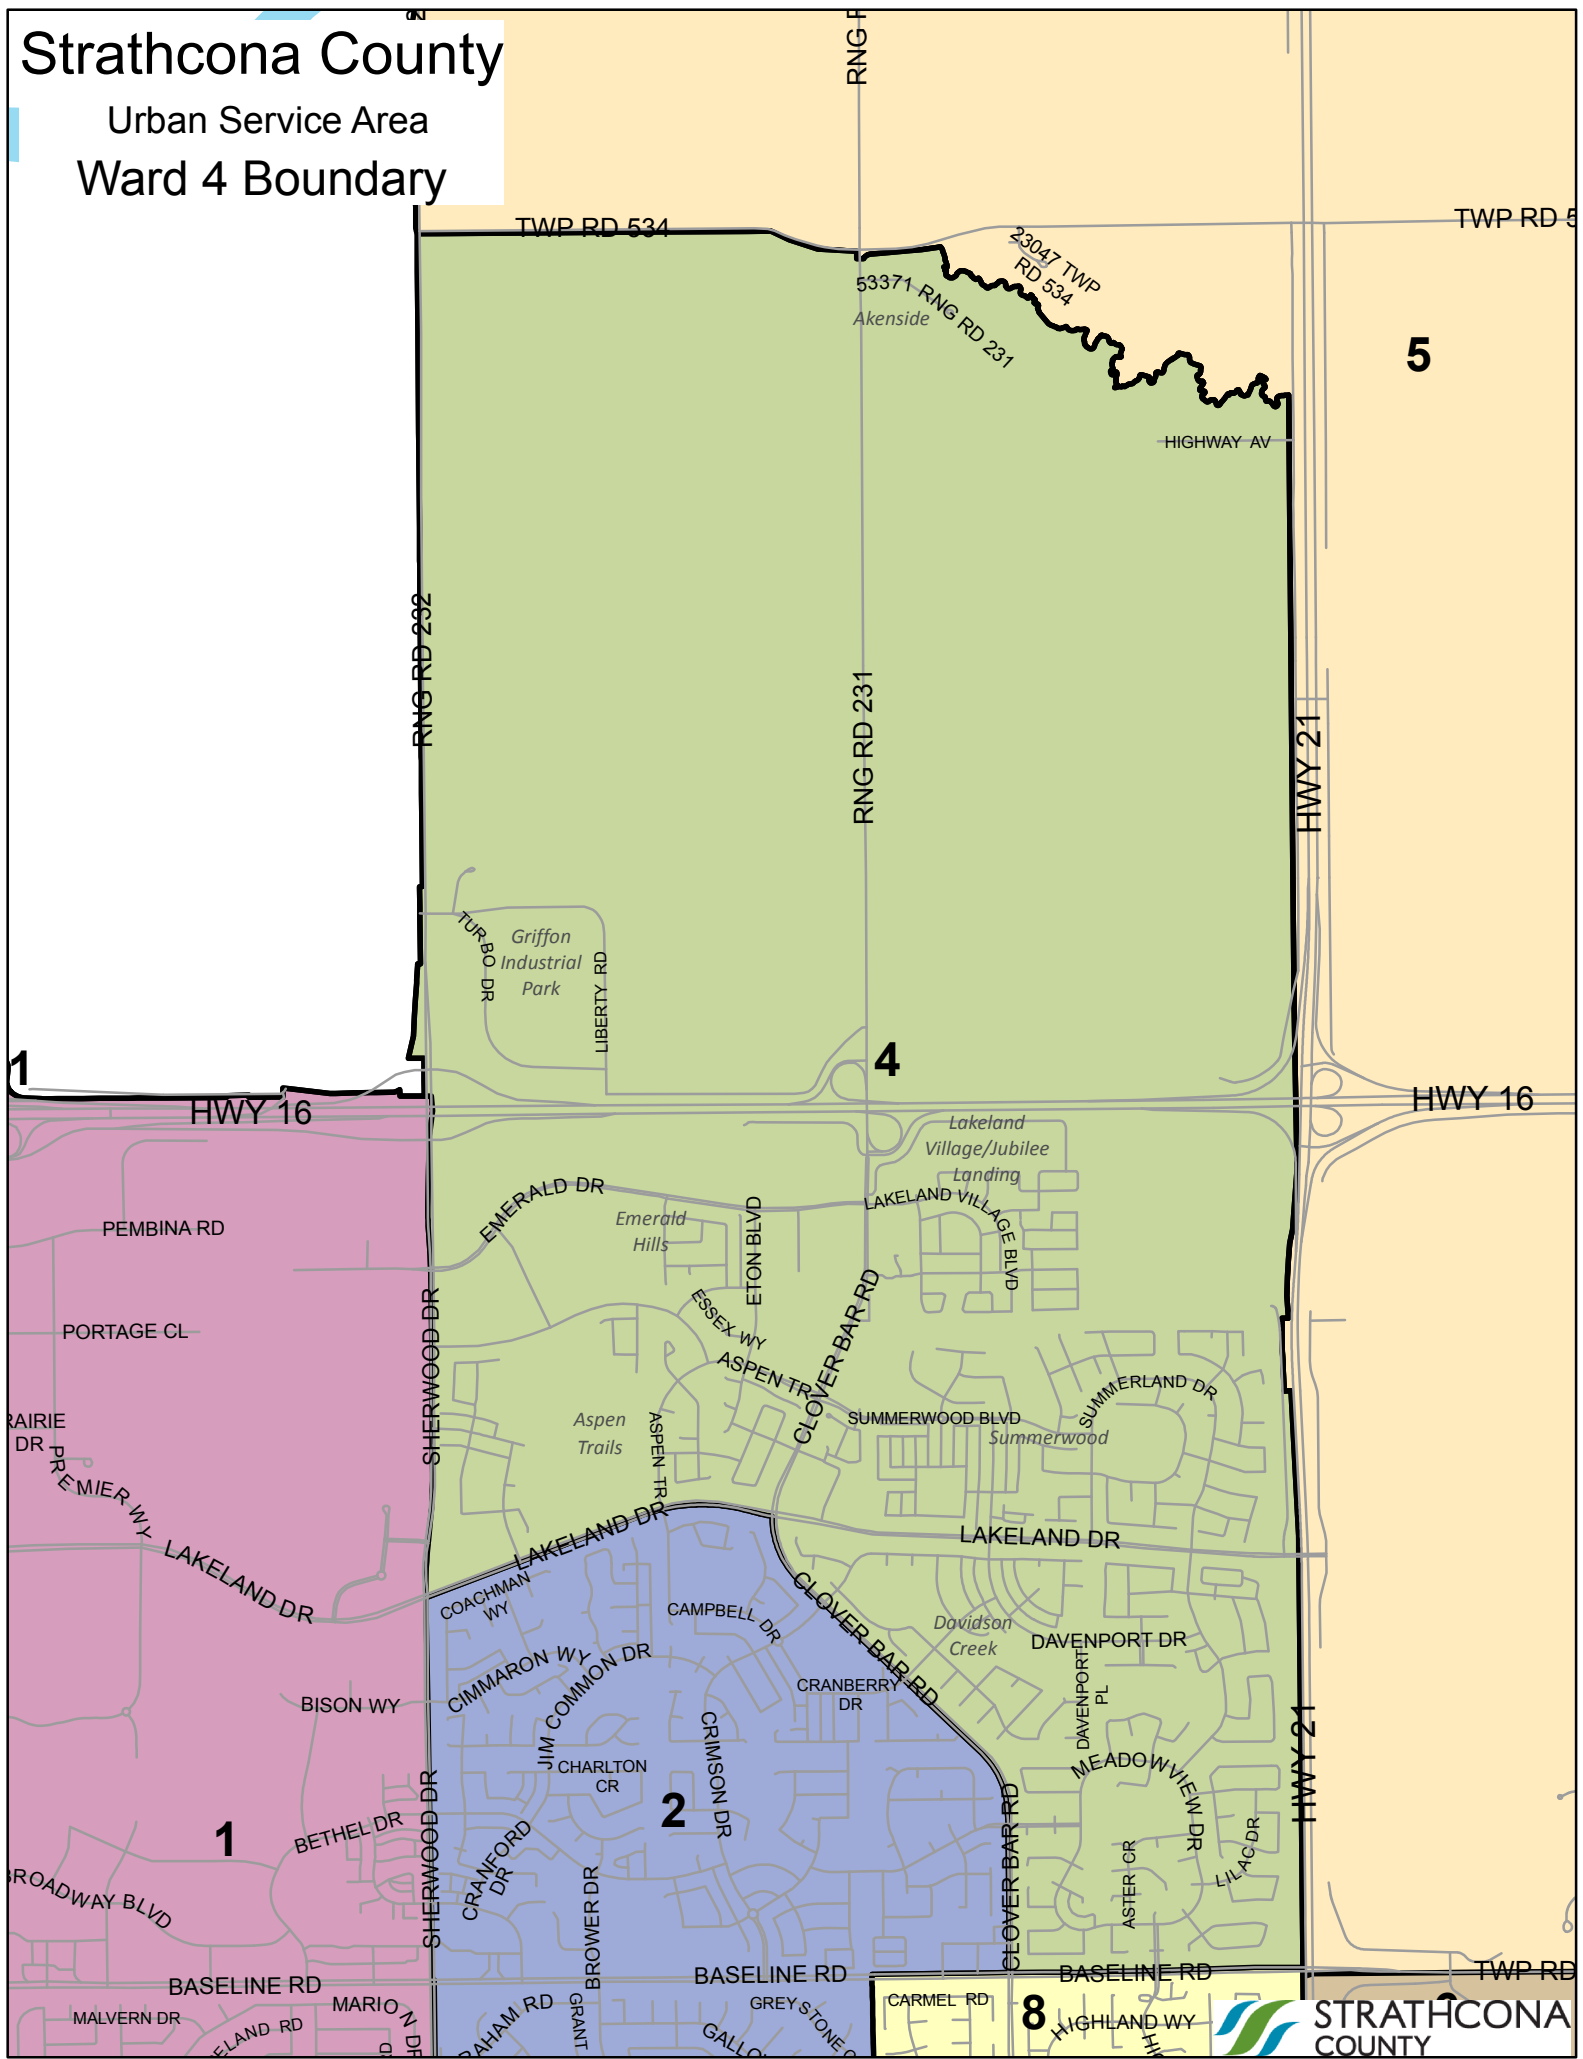 Strathcona County
Urban Service Area
Ward 4 Boundary
TWP RD 534
23047 TWP
RD 534
53371 RNG RD 231
Akenside
5
HIGHWAY AV
RNG RD 232
RNG RD 231
HWY 21
TURBO DR
Griffon
Industrial
Park
LIBERTY RD
1
4
HWY 16
HWY 16
Lakeland
Village/Jubilee
Landing
EMERALD DR
LAKELAND VILLAGE BLVD
PEMBINA RD
Emerald
Hills
ETON BLVD
CLOVER BAR RD
ESSEX WY
PORTAGE CL
SHERWOOD DR
ASPEN TR
SUMMERLAND DR
SUMMERWOOD BLVD
Summerwood
Aspen
Trails
ASPEN TR
DR
PREMIER WY
LAKELAND DR
LAKELAND DR
LAKELAND DR
COACHMAN
WY
CAMPBELL DR
CLOVER BAR RD
Davidson
Creek
DAVENPORT DR
DAVENPORT
PL
CIMMARON WY
JIM COMMON DR
CRANBERRY
DR
BISON WY
CRIMSON DR
HWY 21
CHARLTON
CR
MEADOWVIEW DR
SHERWOOD DR
2
1
BETHEL DR
CLOVER BAR RD
CRANFORD
DR
ASTER CR
LILAC DR
BROADWAY BLVD
BROWER DR
BASELINE RD
BASELINE RD
BASELINE RD
TWP RD
MALVERN DR
MARION DR
GRANT
GREYSTONE
CARMEL RD
8
HIGHLAND WY
STRATHCONA
COUNTY